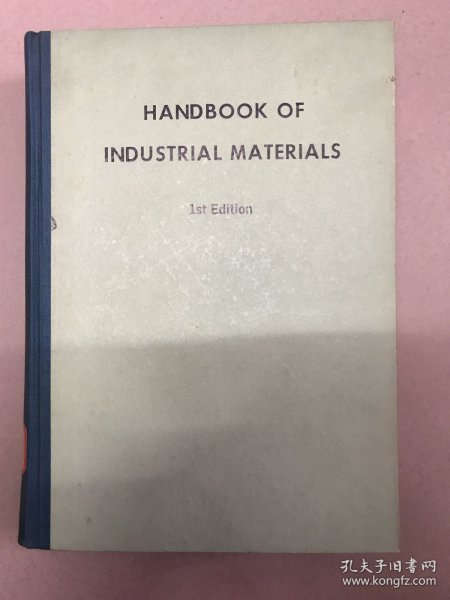 HANDBOOK OF
INDUSTRIAL MATERIALS
1st Edition
孔夫子旧书网
www.kongfz.com